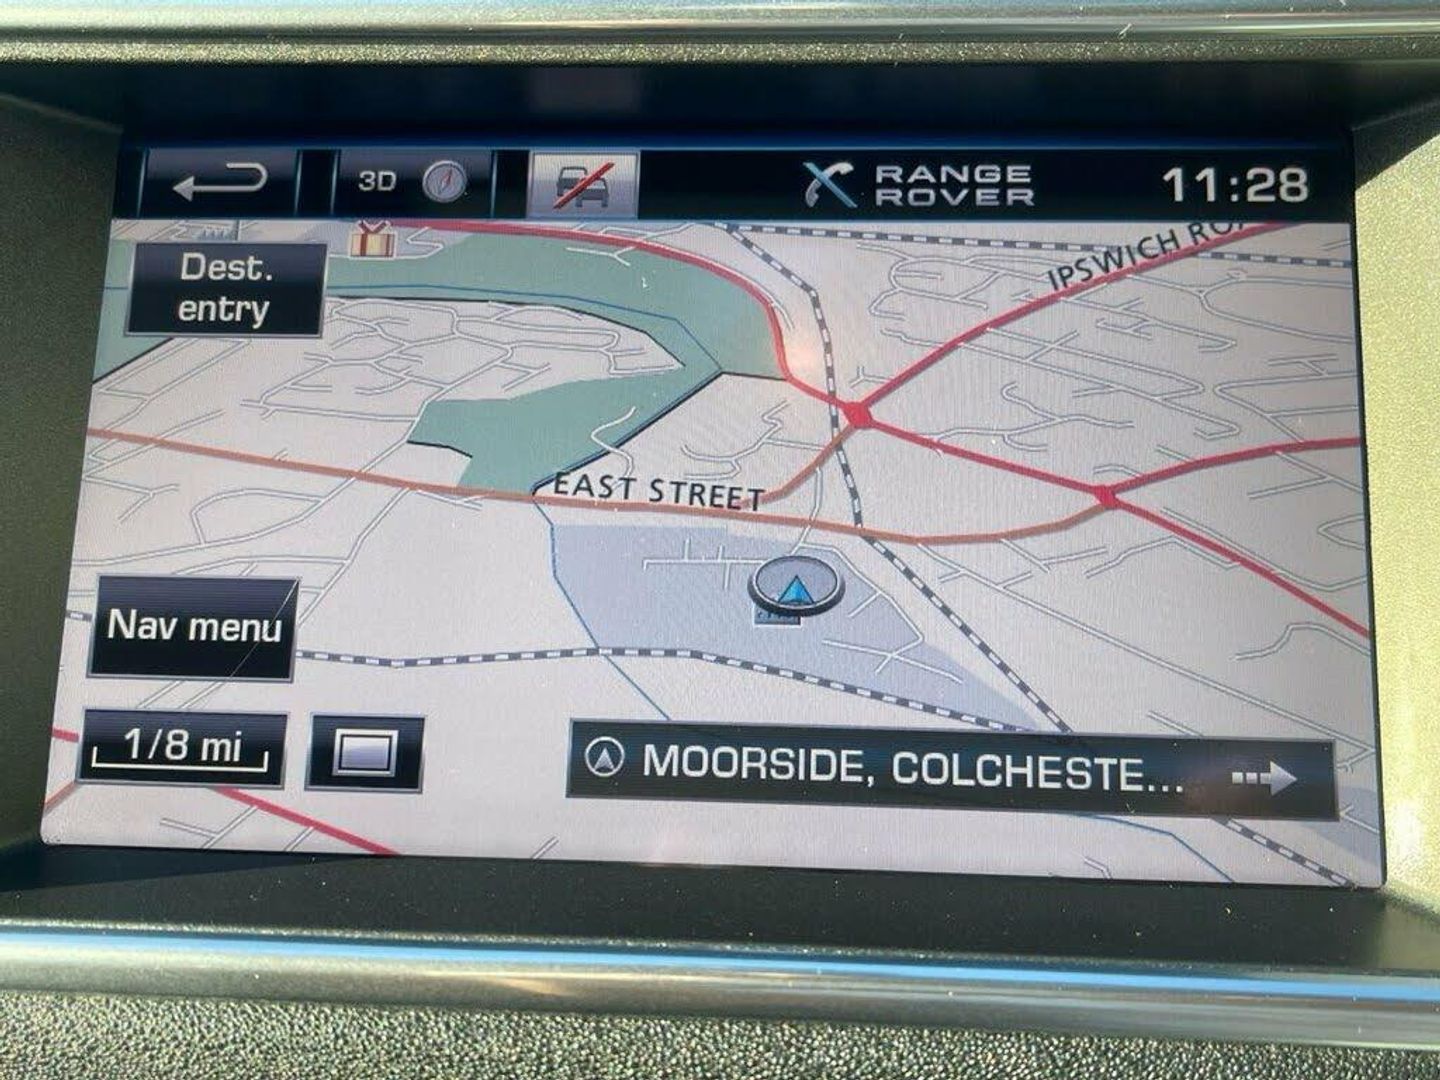 3D
RANGE
ROVER
11:28
Dest.
entry
IPSWICH RO
EAST STREET
Nav menu
1/8 mi
MOORSIDE, COLCHESTE...